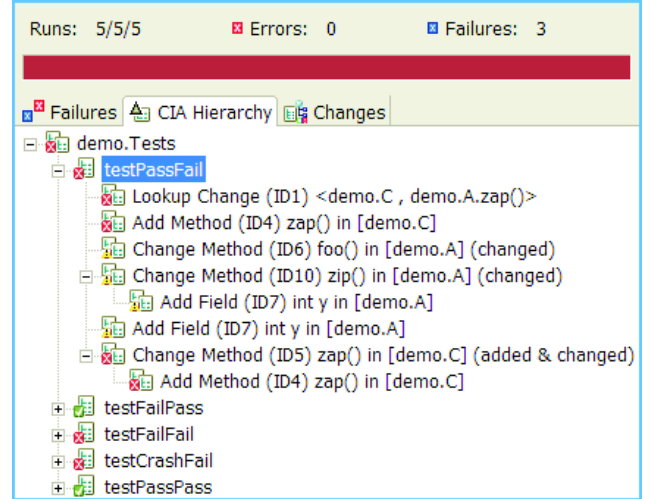 Runs: 5/5/5 Errors: 0 Failures: 3
Failures CIA Hierarchy Changes
demo.Tests
testPassFail
Lookup Change (ID1) <demo.C , demo.A.zap()>
Add Method (ID4) zap() in [demo.C]
Change Method (ID6) foo() in [demo.A] (changed)
Change Method (ID10) zip() in [demo.A] (changed)
Add Field (ID7) int y in [demo.A]
Add Field (ID7) int y in [demo.A]
Change Method (ID5) zap() in [demo.C] (added & changed)
Add Method (ID4) zap() in [demo.C]
testFailPass
testFailFail
testCrashFail
testPassPass